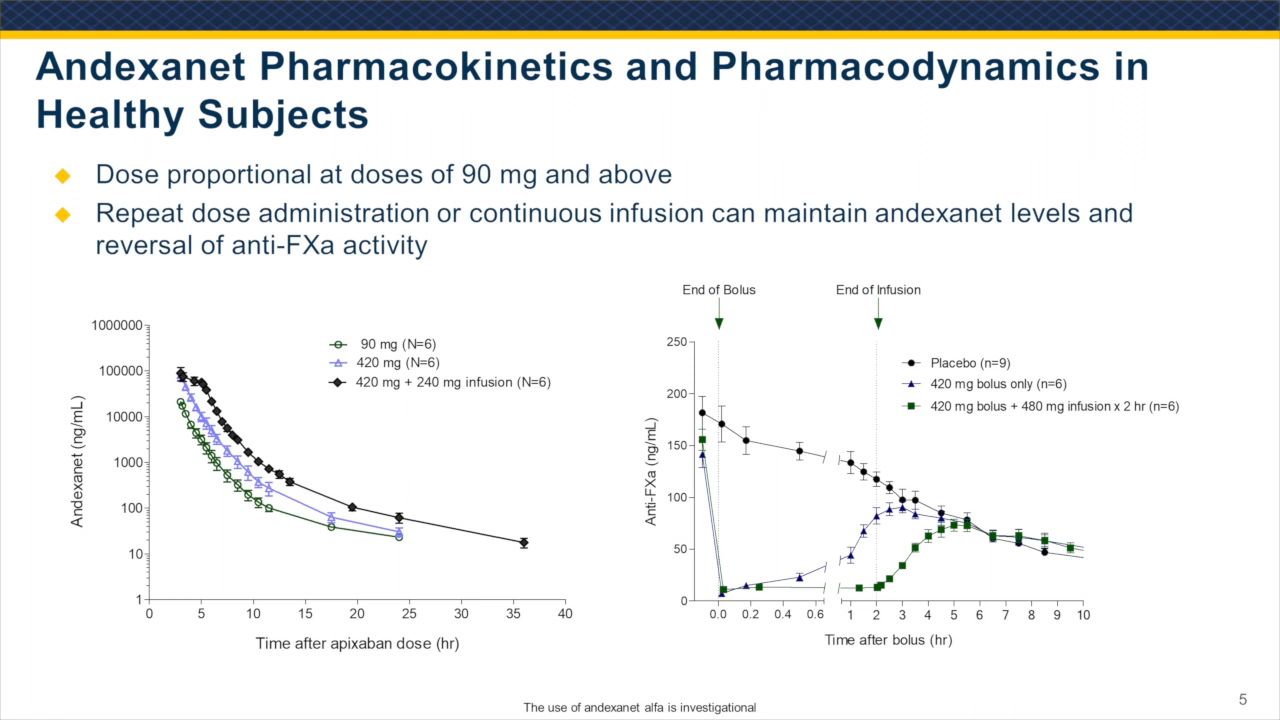 Andexanet Pharmacokinetics and Pharmacodynamics in
Healthy Subjects
Dose proportional at doses of 90 mg and above
Repeat dose administration or continuous infusion can maintain andexanet levels and
reversal of anti-FXa activity
1000000
100000
10000
1000
100
10
1
Andexanet (ng/mL)
90 mg (N=6)
420 mg (N=6)
420 mg + 240 mg infusion (N=6)
0 5 10 15 20 25 30 35 40
Time after apixaban dose (hr)
End of Bolus End of Infusion
250
200
150
100
50
0
Anti-FXa (ng/mL)
Placebo (n=9)
420 mg bolus only (n=6)
420 mg bolus + 480 mg infusion x 2 hr (n=6)
0.0 0.2 0.4 0.6 1 2 3 4 5 6 7 8 9 10
Time after bolus (hr)
The use of andexanet alfa is investigational
5